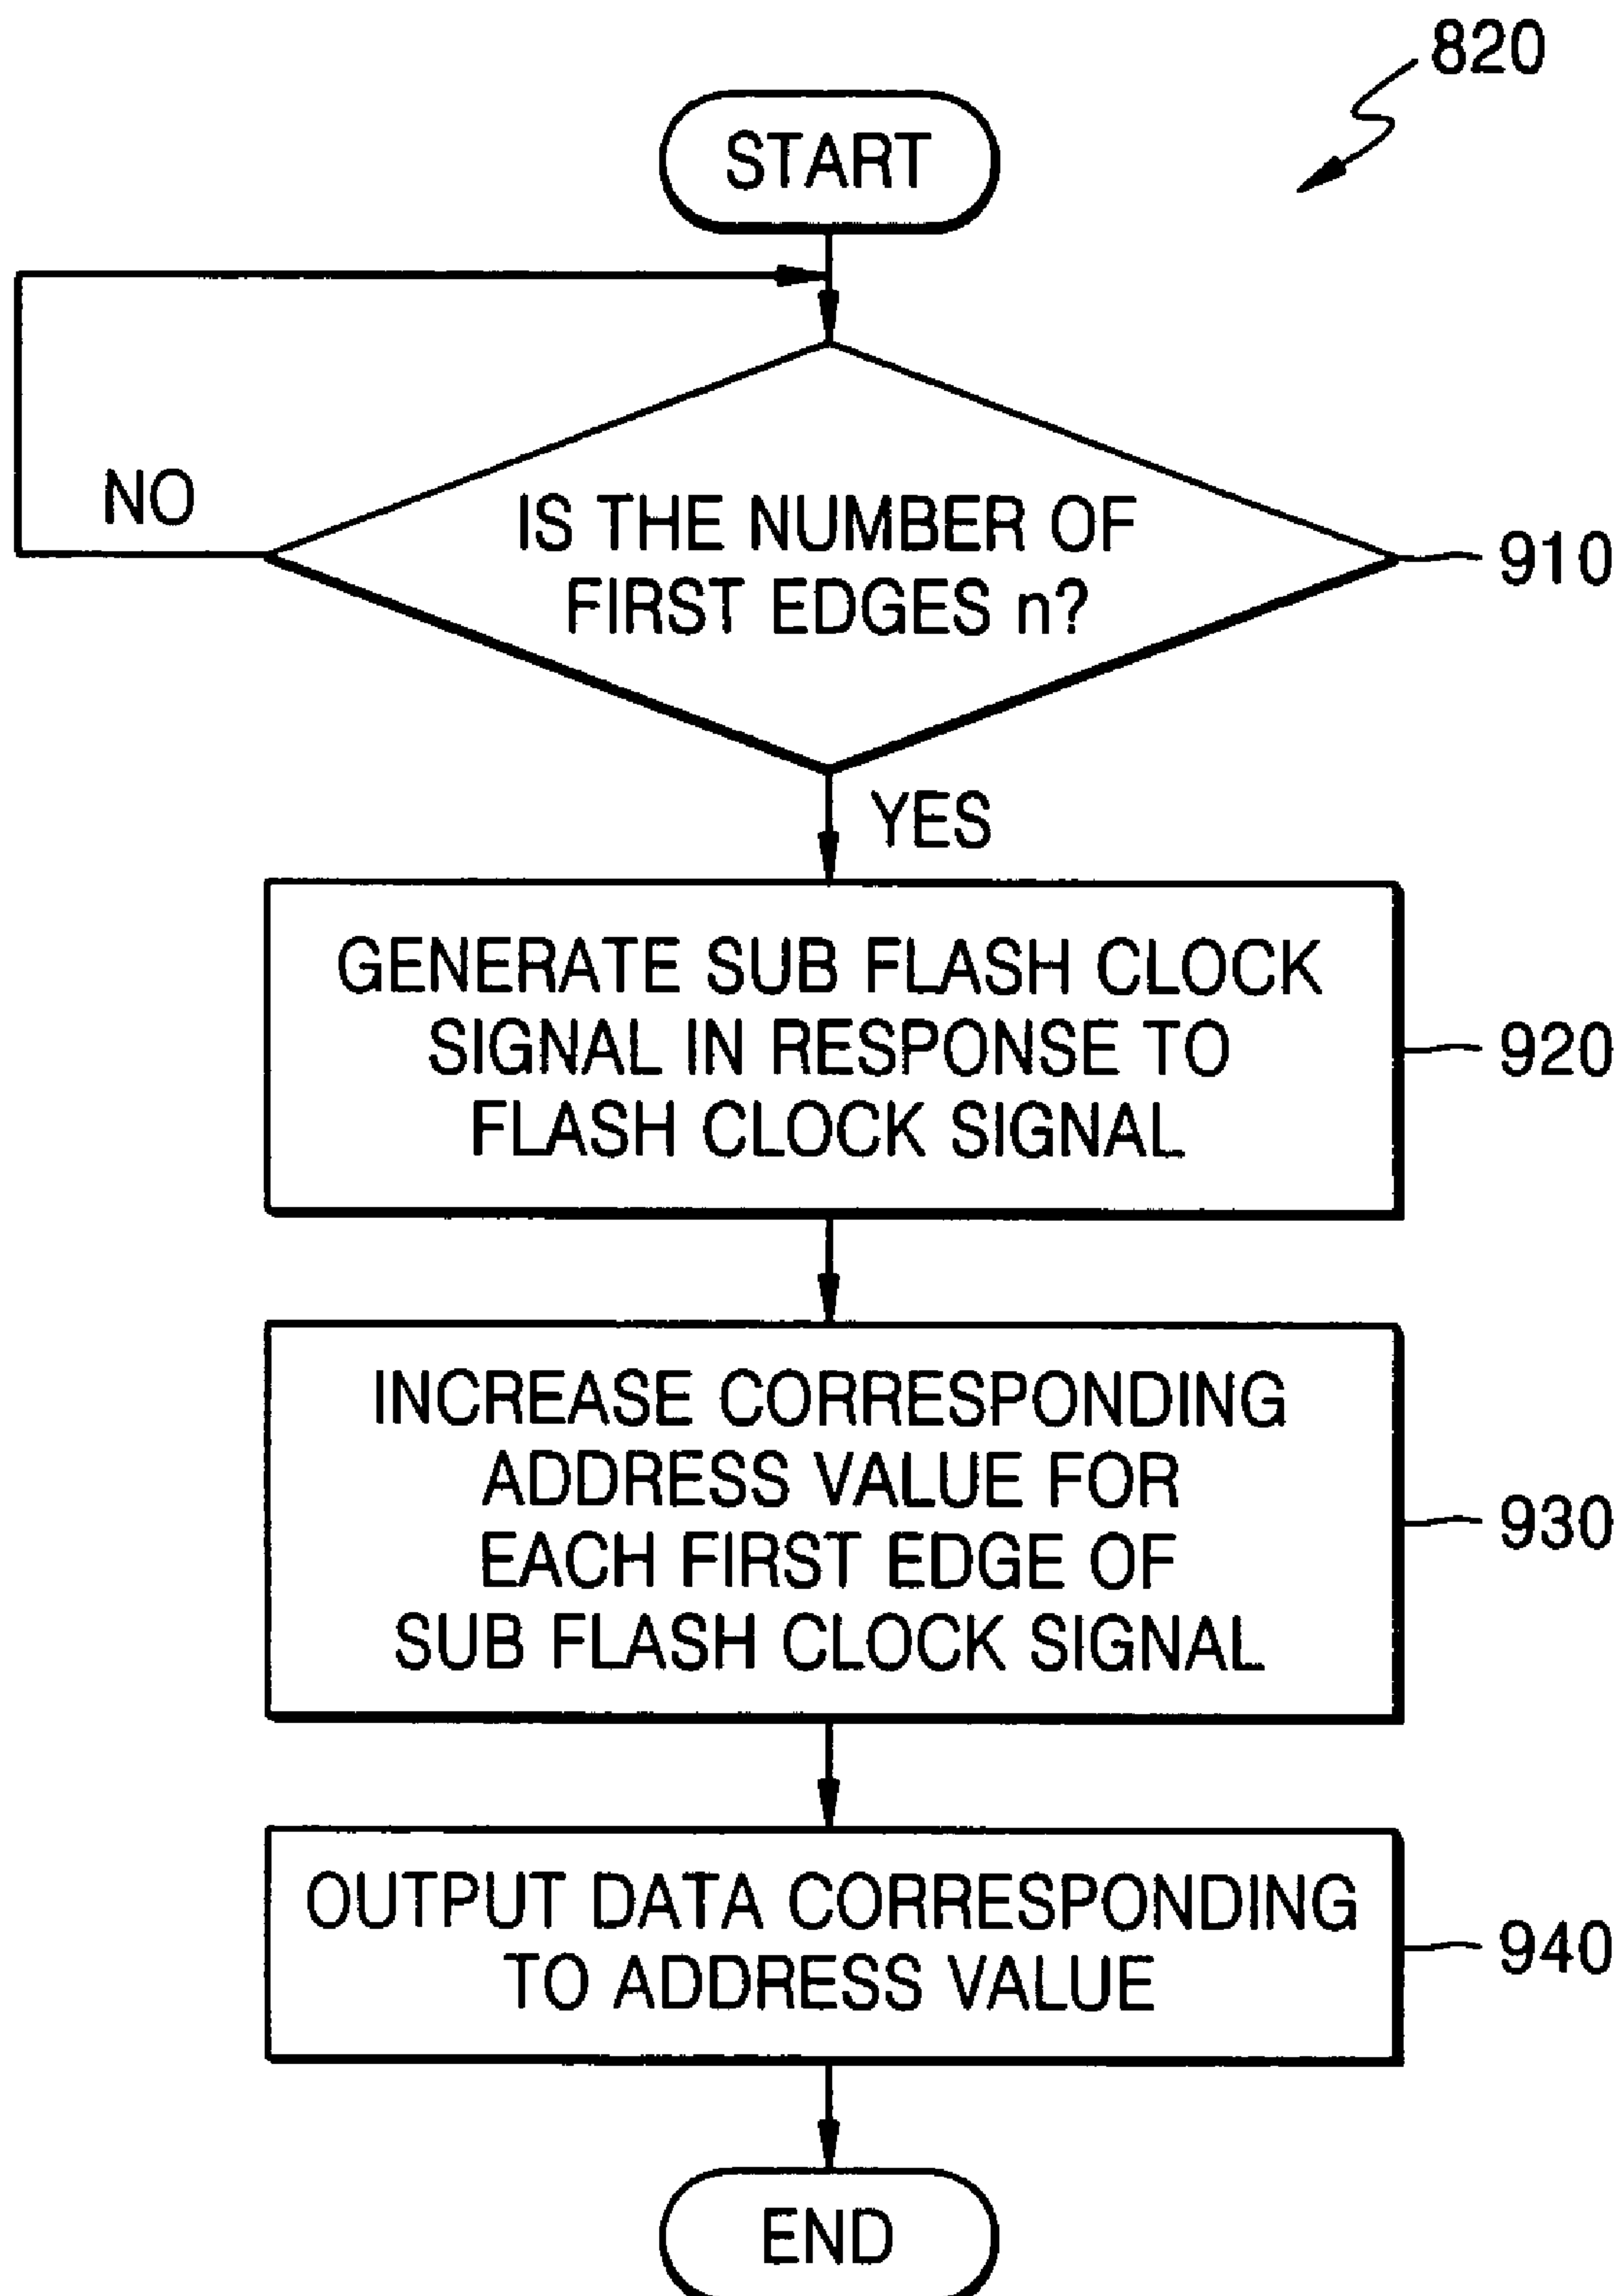 820
START
NO
IS THE NUMBER OF
FIRST EDGES n?
910
YES
GENERATE SUB FLASH CLOCK
SIGNAL IN RESPONSE TO
FLASH CLOCK SIGNAL
920
INCREASE CORRESPONDING
ADDRESS VALUE FOR
EACH FIRST EDGE OF
SUB FLASH CLOCK SIGNAL
930
OUTPUT DATA CORRESPONDING
TO ADDRESS VALUE
940
END